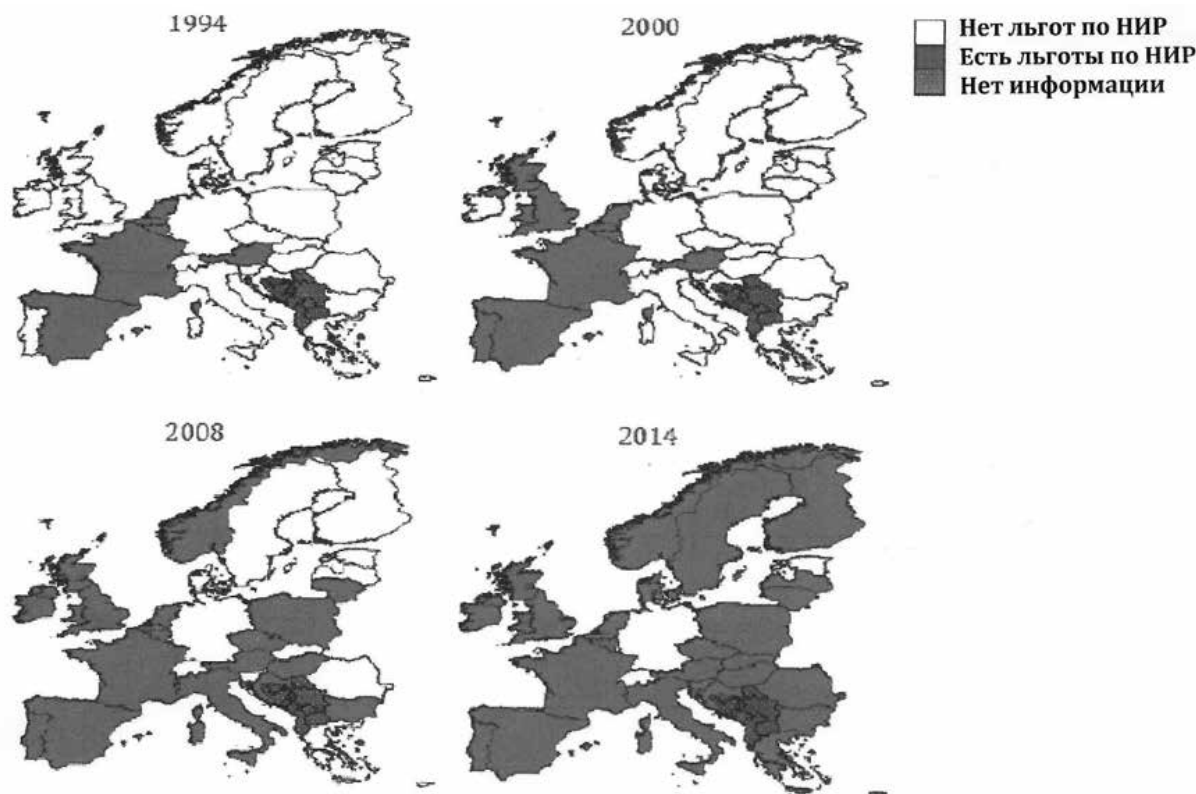 1994
2000
Нет льгот по НИР
Есть льготы по НИР
Нет информации
2008
2014